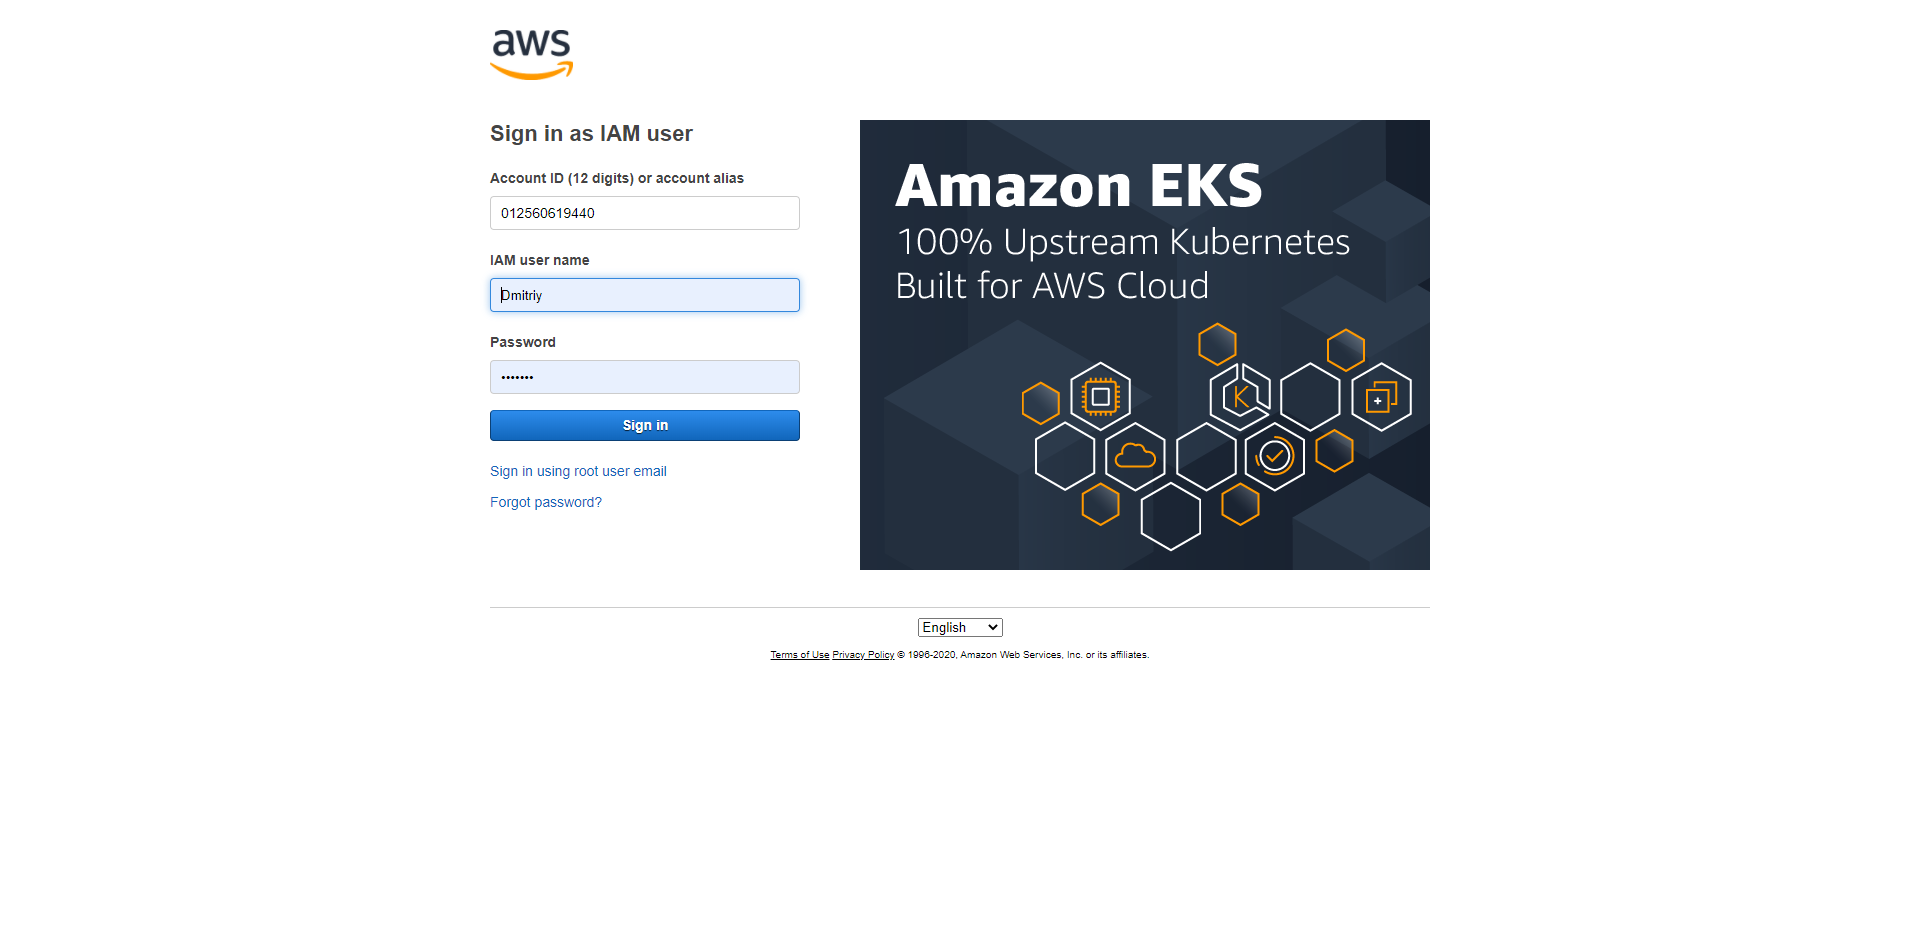 aws
Sign in as IAM user
Account ID (12 digits) or account alias
012560619440
IAM user name
Dmitriy
Password
•••••••
Sign in
Sign in using root user email
Forgot password?
Amazon EKS
100% Upstream Kubernetes
Built for AWS Cloud
K
English
Terms of Use Privacy Policy © 1996-2020, Amazon Web Services, Inc. or its affiliates.